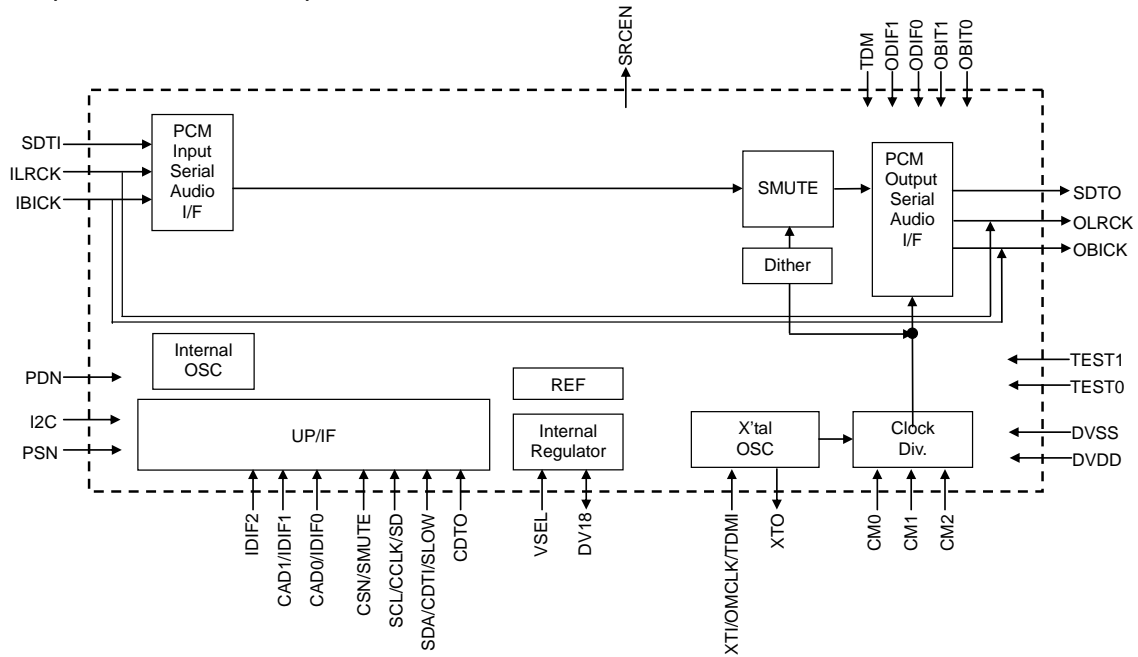 SRCEN
TDM
ODIF1
ODIF0
OBIT1
OBIT0
SDTI
ILRCK
IBICK
PCM
Input
Serial
Audio
I/F
SMUTE
Dither
PCM
Output
Serial
Audio
I/F
SDTO
OLRCK
OBICK
Internal
OSC
PDN
I2C
PSN
UP/IF
REF
Internal
Regulator
X'tal
OSC
Clock
Div.
TEST1
TEST0
DVSS
DVDD
IDIF2
CAD1/IDIF1
CAD0/IDIF0
CSN/SMUTE
SCL/CCLK/SD
SDA/CDTI/SLOW
CDTO
VSEL
DV18
XTI/OMCLK/TDMI
XTO
CM0
CM1
CM2